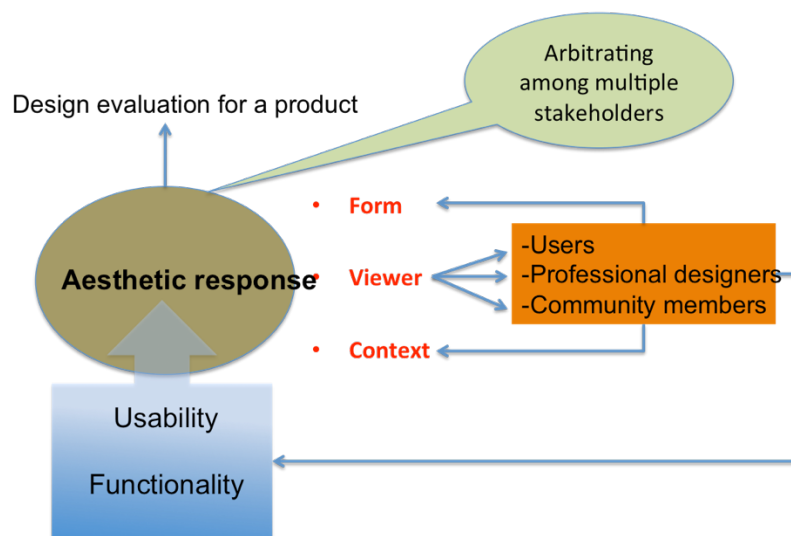 Arbitrating
among multiple
stakeholders
Design evaluation for a product
• Form
Aesthetic response
• Viewer
• Context
-Users
-Professional designers
-Community members
Usability
Functionality